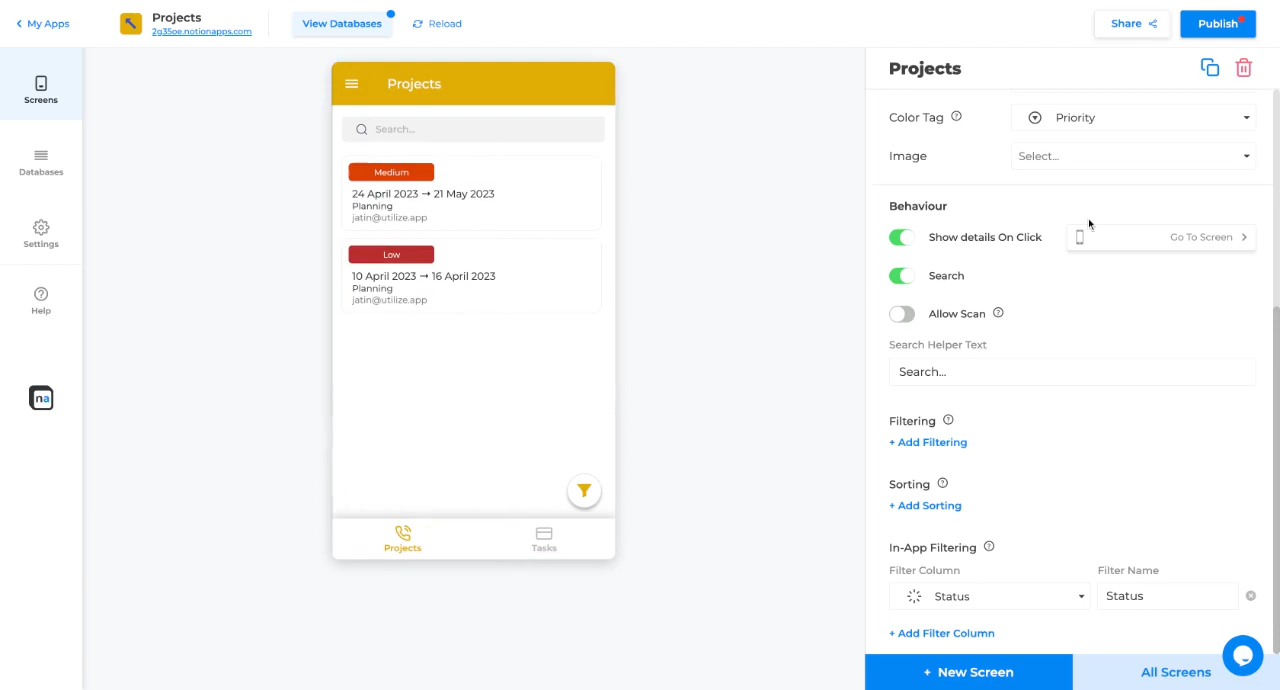 My Apps
Projects
2g35oe.notionapps.com
View Databases
Reload
Share
Publish
Screens
Databases
Settings
Help
na
Projects
Search...
Medium
24 April 2023 → 21 May 2023
Planning
jatin@utilize.app
Low
10 April 2023 → 16 April 2023
Planning
jatin@utilize.app
Projects
Tasks
Projects
Color Tag
Priority
Image
Select...
Behaviour
Show details On Click
Go To Screen
Search
Allow Scan
Search Helper Text
Search...
Filtering
+ Add Filtering
Sorting
+ Add Sorting
In-App Filtering
Filter Column
Filter Name
Status
Status
+ Add Filter Column
+ New Screen
All Screens